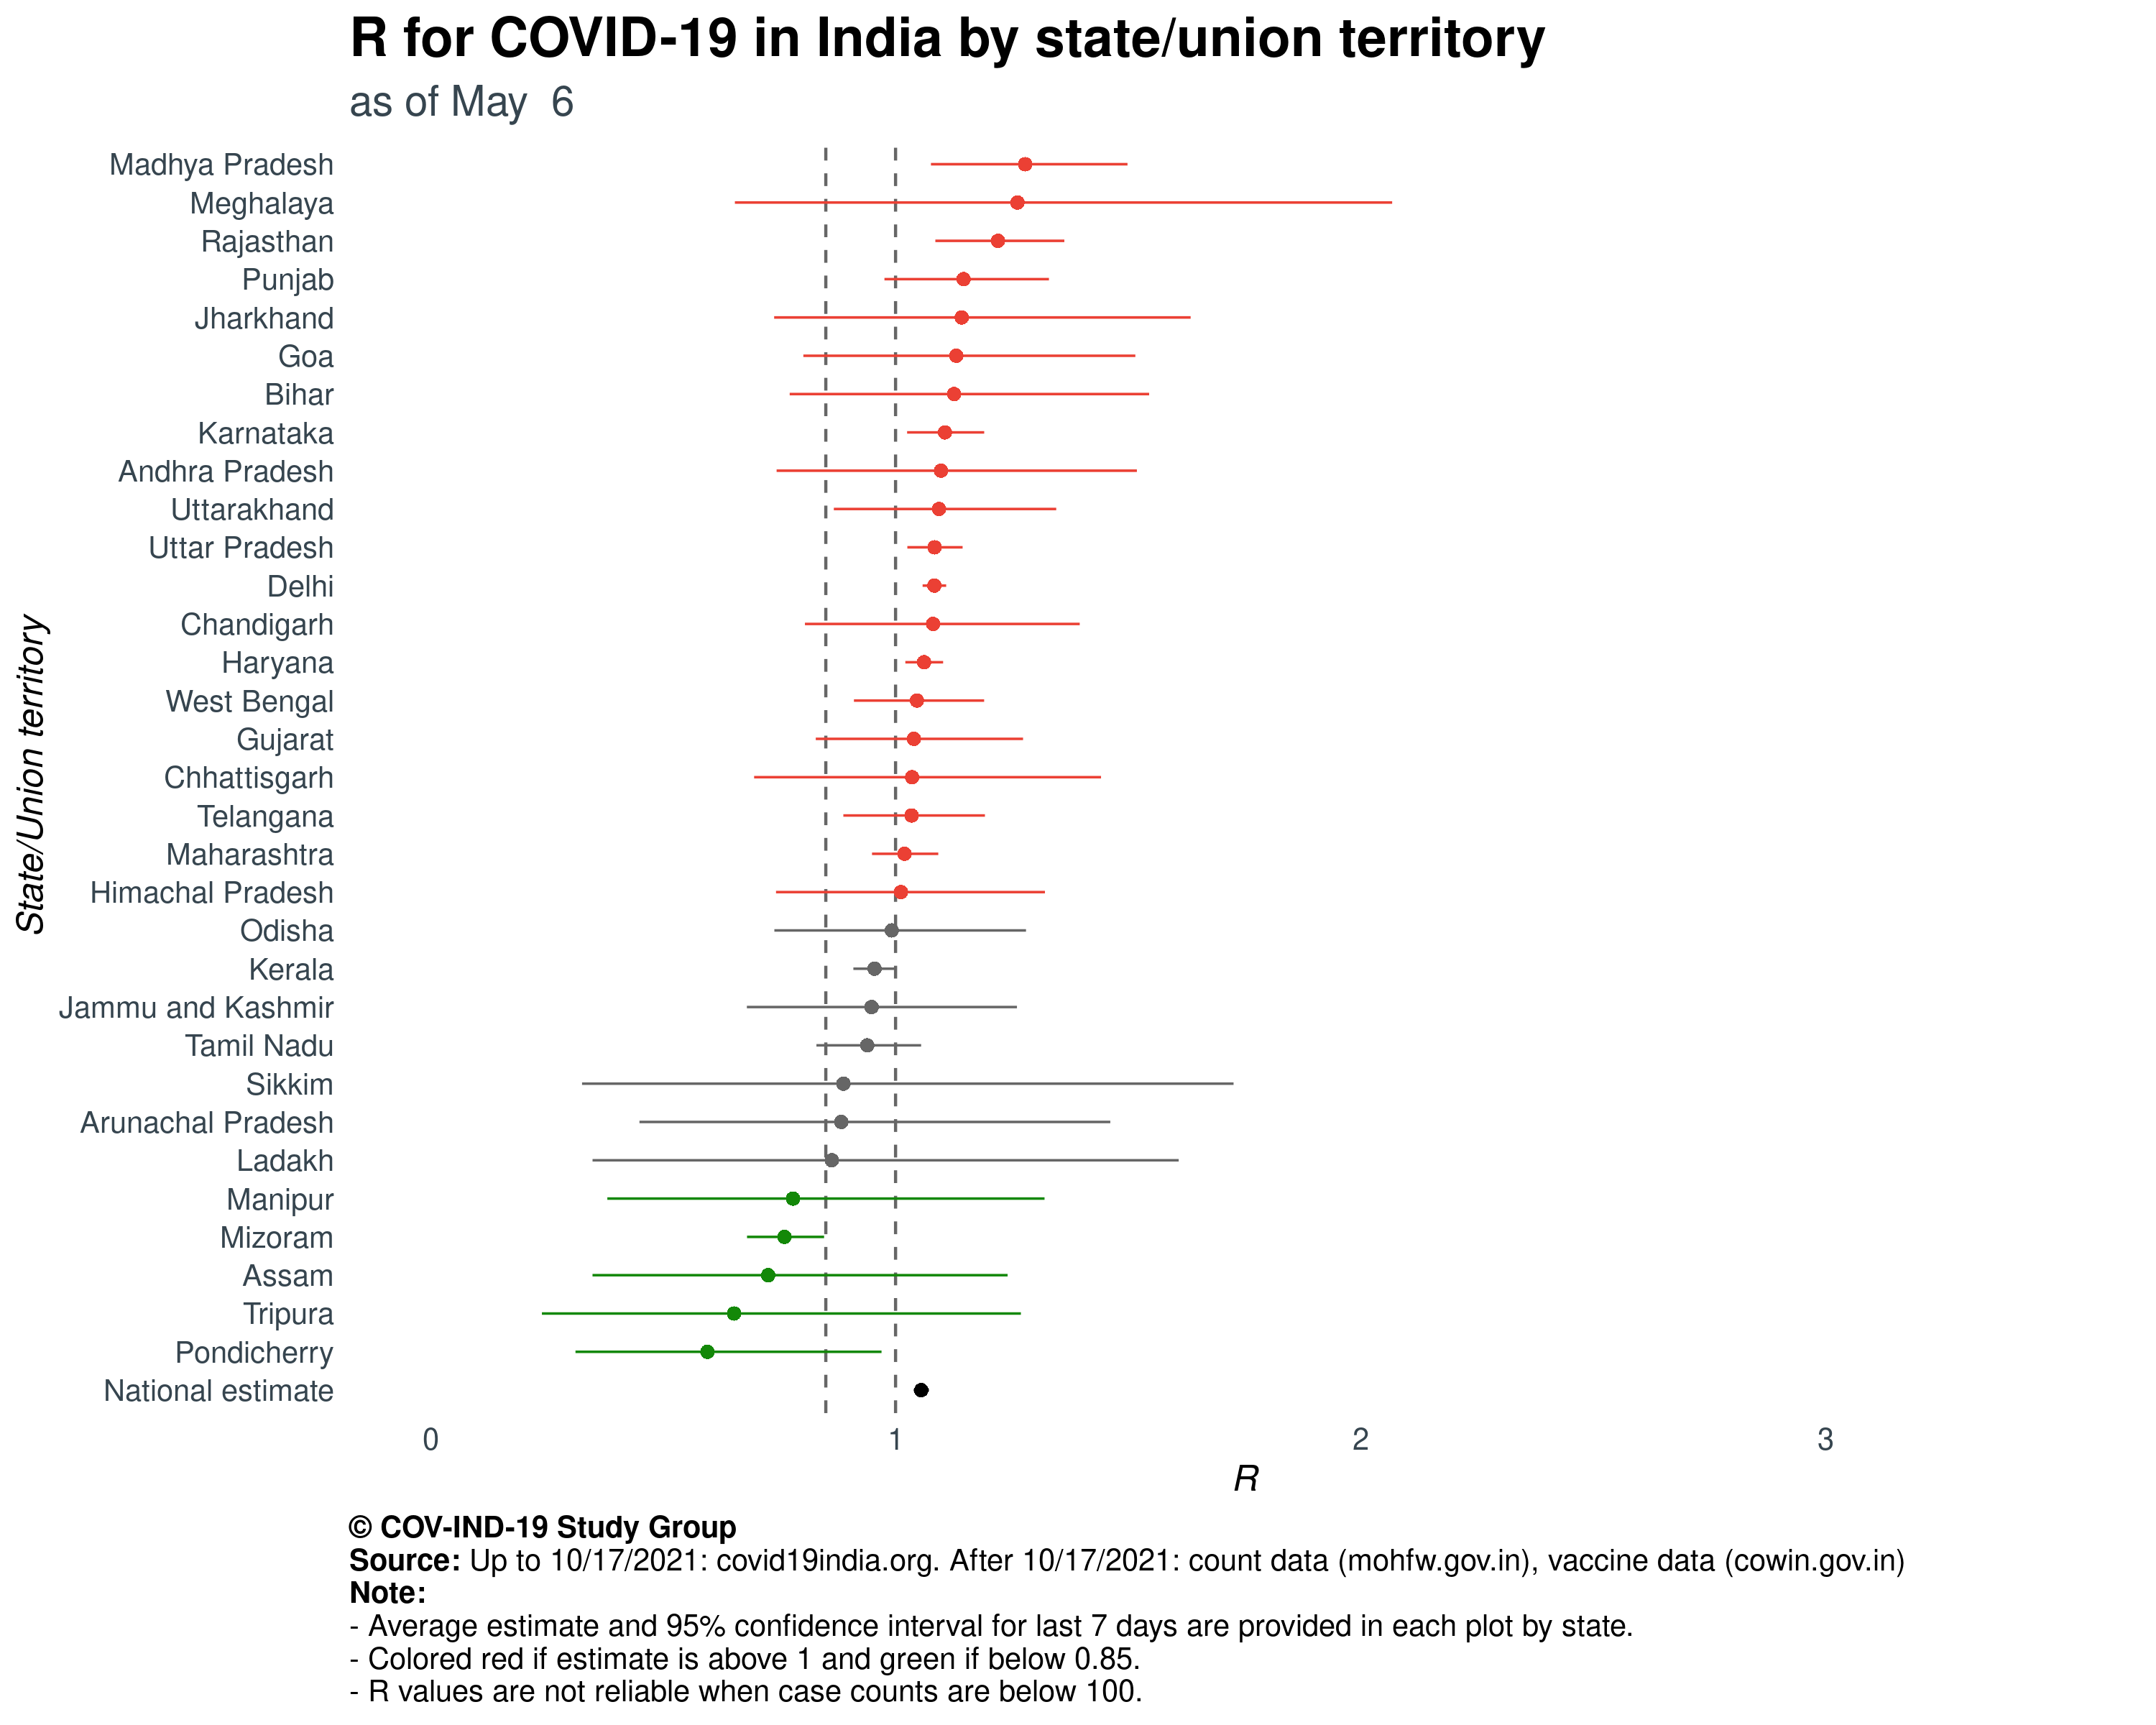 R for COVID-19 in India by state/union territory
as of May  6
Madhya Pradesh
Meghalaya
Rajasthan
Punjab
Jharkhand
Goa
Bihar
Karnataka
Andhra Pradesh
Uttarakhand
Uttar Pradesh
Delhi
Chandigarh
Haryana
West Bengal
Gujarat
Chhattisgarh
Telangana
Maharashtra
Himachal Pradesh
Odisha
Kerala
Jammu and Kashmir
Tamil Nadu
Sikkim
Arunachal Pradesh
Ladakh
Manipur
Mizoram
Assam
Tripura
Pondicherry
National estimate
State/Union territory
0 1 2 3
R
© COV-IND-19 Study Group
Source: Up to 10/17/2021: covid19india.org. After 10/17/2021: count data (mohfw.gov.in), vaccine data (cowin.gov.in)
Note:
- Average estimate and 95% confidence interval for last 7 days are provided in each plot by state.
- Colored red if estimate is above 1 and green if below 0.85.
- R values are not reliable when case counts are below 100.